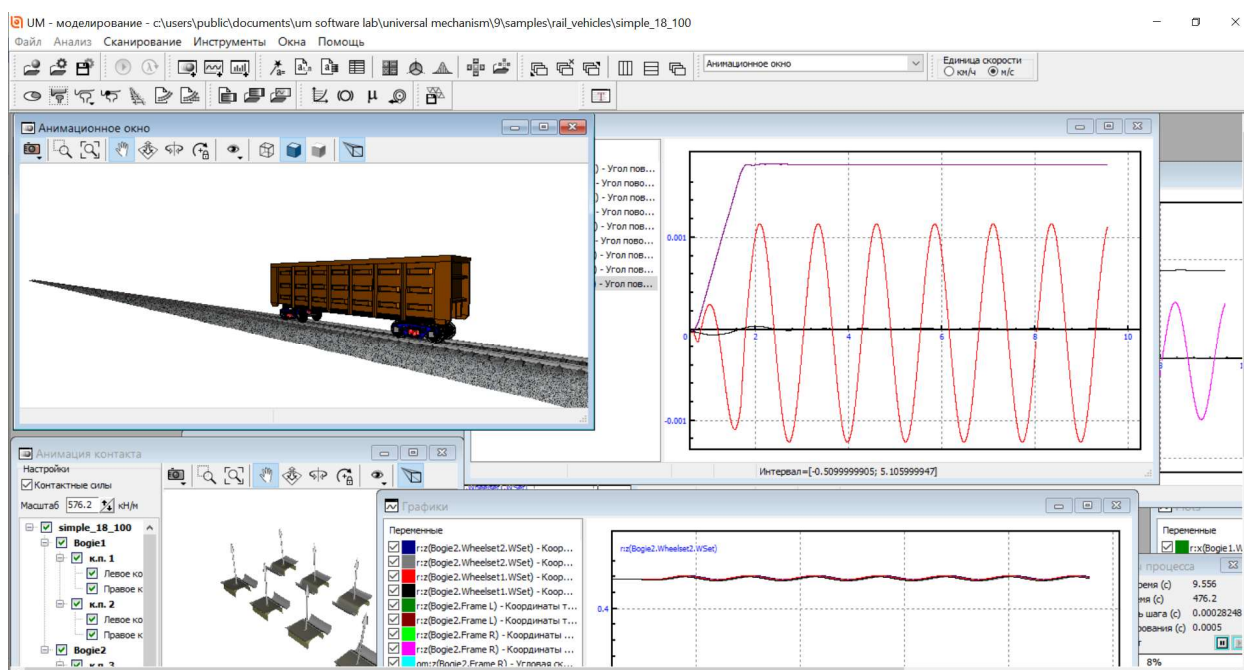 UM - моделирование - c:\users\public\documents\um software lab\universal mechanism\9\samples\rail_vehicles\simple_18_100
Файл Анализ Сканирование Инструменты Окна Помощь
Анимационное окно
Единица скорости
км/ч м/с
Анимационное окно
) - Угол пов...
- Угол пово...
) - Угол пов...
- Угол пово...
) - Угол пов...
- Угол пово...
) - Угол пов...
) - Угол пов...
) - Угол пов...
0.001
0
2
4
6
8
10
-0.001
Интервал=[-0.5099999905; 5.105999947]
Анимация контакта
Настройки
Контактные силы
Масштаб 576.2 кН/м
simple_18_100
Bogie1
к.п. 1
Левое ко
Правое к
к.п. 2
Левое ко
Правое к
Bogie2
к.п. 3
Графики
Переменные
r:z(Bogie2.Wheelset2.WSet) - Коор...
r:z(Bogie2.Wheelset2.WSet) - Коор...
r:z(Bogie2.Wheelset1.WSet) - Коор...
r:z(Bogie2.Wheelset1.WSet) - Коор...
r:z(Bogie2.Frame L) - Координаты т...
r:z(Bogie2.Frame L) - Координаты т...
r:z(Bogie2.Frame R) - Координаты ...
r:z(Bogie2.Frame R) - Координаты ...
om:z(Bogie2.Frame R) - Угловая ск...
r:z(Bogie2.Wheelset2.WSet)
0.4
Переменные
r:x(Bogie1.W
процесса
ремя (с) 9.556
мя (с) 476.2
ь шага (с) 0.00028248
рования (с) 0.0005
8%